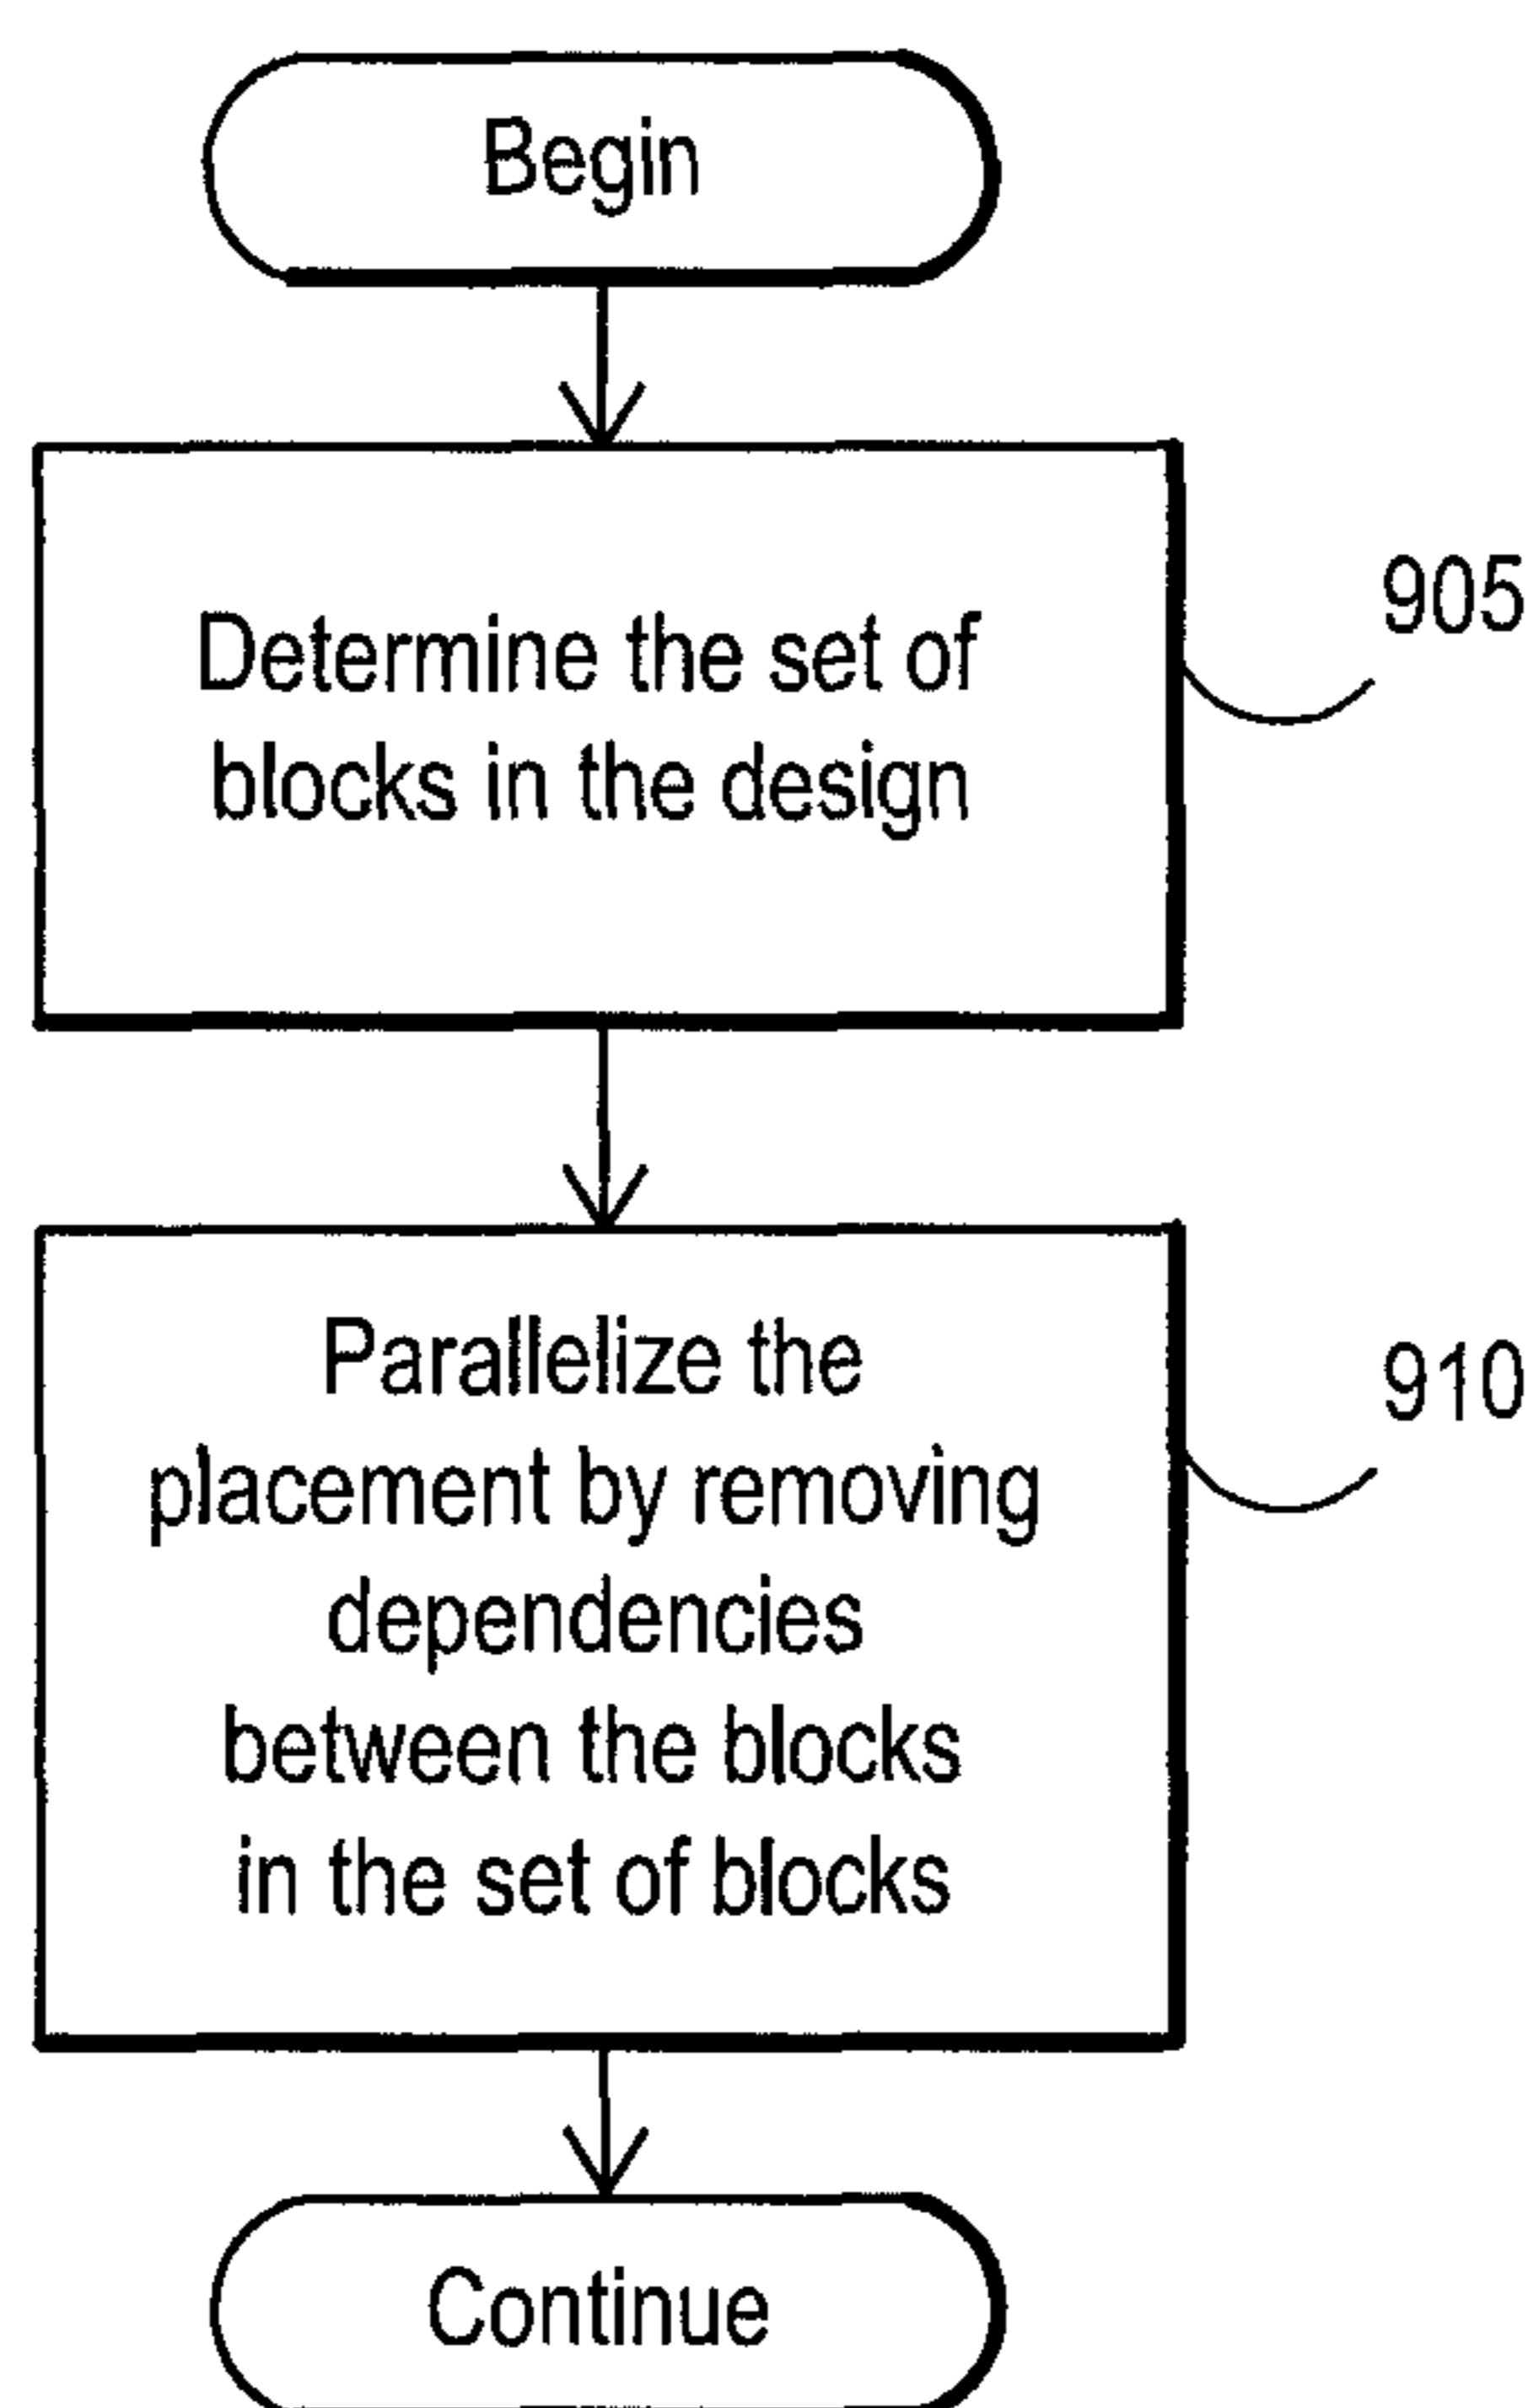 Begin
Determine the set of
blocks in the design
905
Parallelize the
placement by removing
dependencies
between the blocks
in the set of blocks
910
Continue